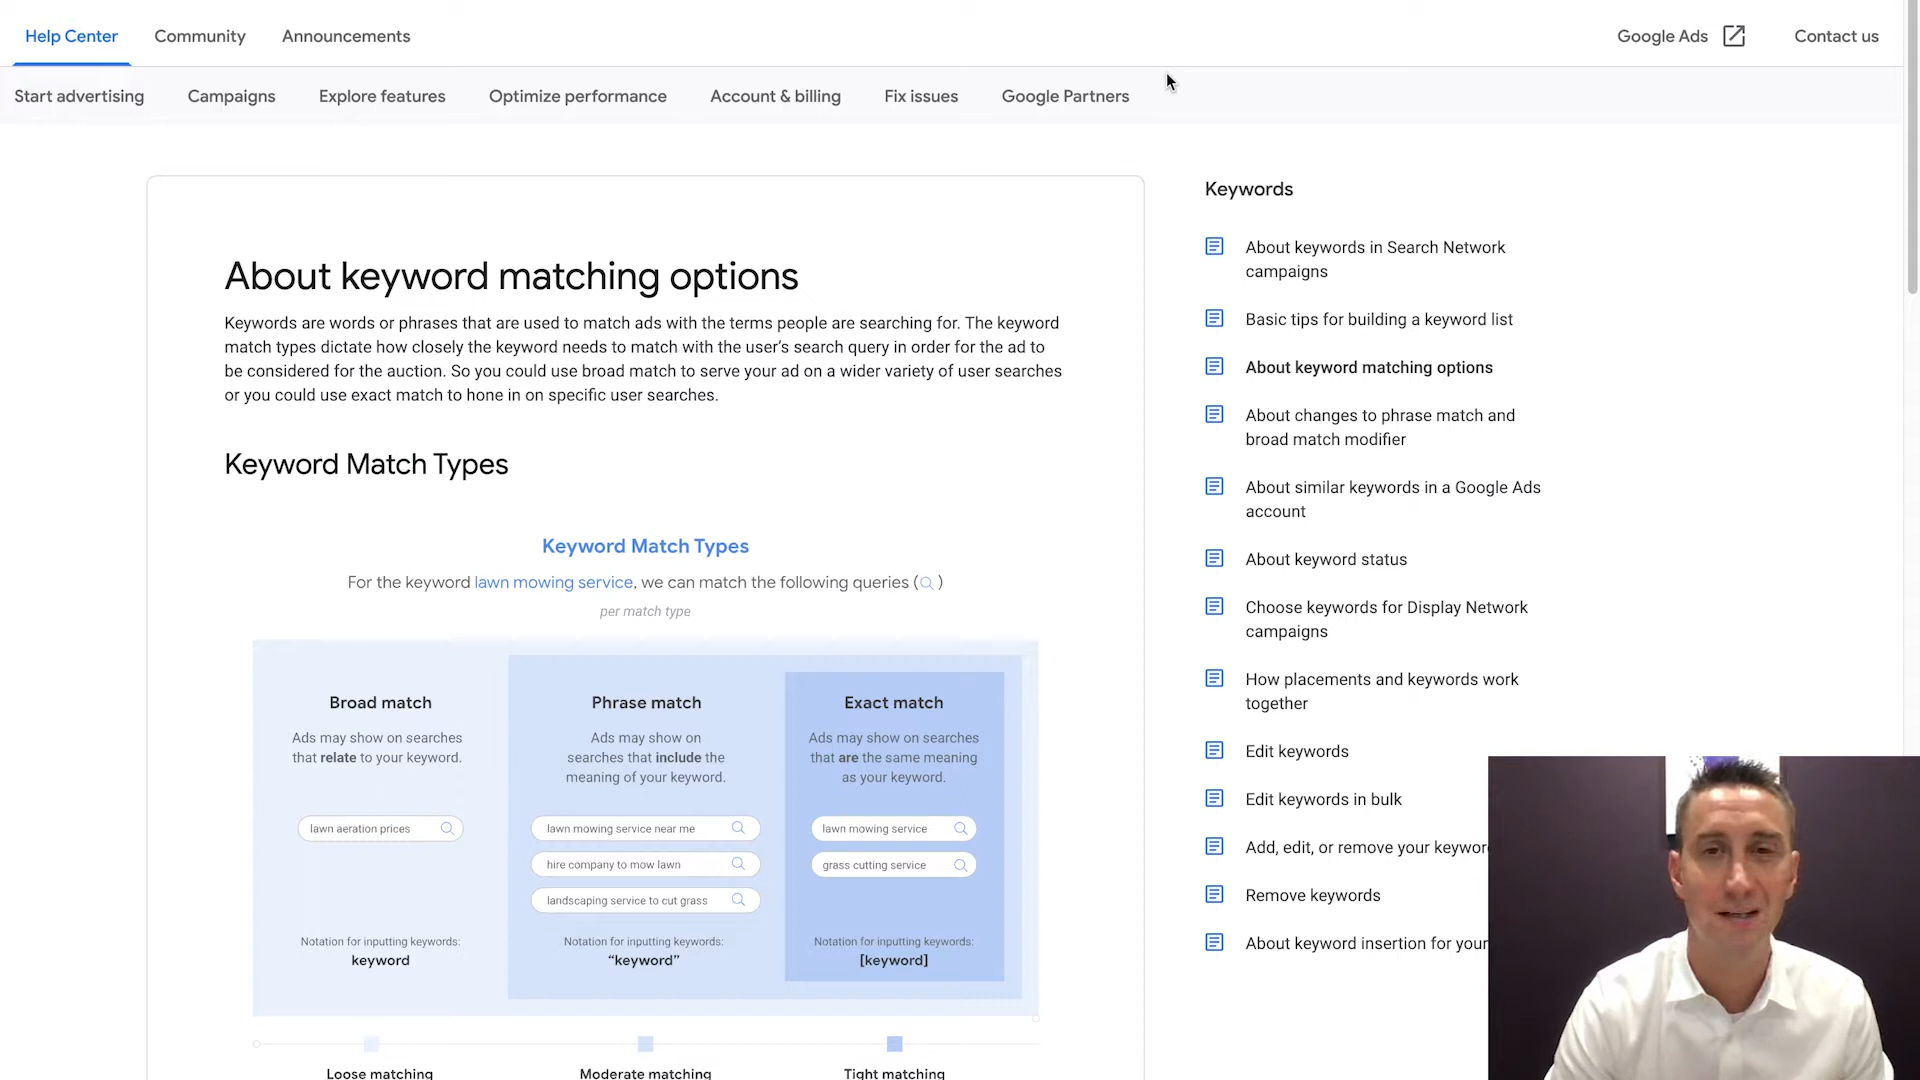 Help Center
Community
Announcements
Google Ads
Contact us
Start advertising
Campaigns
Explore features
Optimize performance
Account & billing
Fix issues
Google Partners
About keyword matching options
Keywords are words or phrases that are used to match ads with the terms people are searching for. The keyword
match types dictate how closely the keyword needs to match with the user's search query in order for the ad to
be considered for the auction. So you could use broad match to serve your ad on a wider variety of user searches
or you could use exact match to hone in on specific user searches.
Keyword Match Types
Keyword Match Types
For the keyword lawn mowing service, we can match the following queries ( )
per match type
Broad match
Ads may show on searches
that relate to your keyword.
lawn aeration prices
Notation for inputting keywords:
keyword
Phrase match
Ads may show on
searches that include the
meaning of your keyword.
lawn mowing service near me
hire company to mow lawn
landscaping service to cut grass
Notation for inputting keywords:
“keyword”
Exact match
Ads may show on searches
that are the same meaning
as your keyword.
lawn mowing service
grass cutting service
Notation for inputting keywords:
[keyword]
Loose matching
Moderate matching
Tight matching
Keywords
About keywords in Search Network
campaigns
Basic tips for building a keyword list
About keyword matching options
About changes to phrase match and
broad match modifier
About similar keywords in a Google Ads
account
About keyword status
Choose keywords for Display Network
campaigns
How placements and keywords work
together
Edit keywords
Edit keywords in bulk
Add, edit, or remove your
Remove keywords
About keyword insertion for your